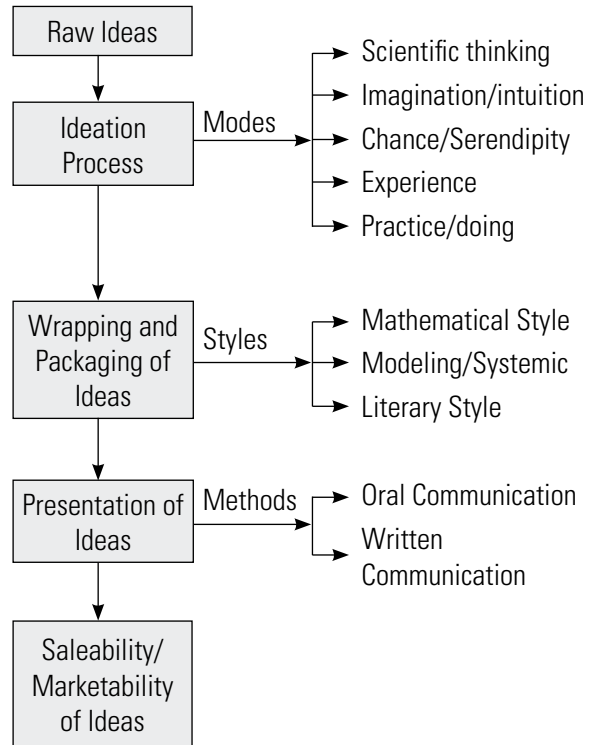 Raw Ideas
Ideation
Process
Modes
Scientific thinking
Imagination/intuition
Chance/Serendipity
Experience
Practice/doing
Wrapping and
Packaging of
Ideas
Styles
Mathematical Style
Modeling/Systemic
Literary Style
Presentation of
Ideas
Methods
Oral Communication
Written
Communication
Saleability/
Marketability
of Ideas